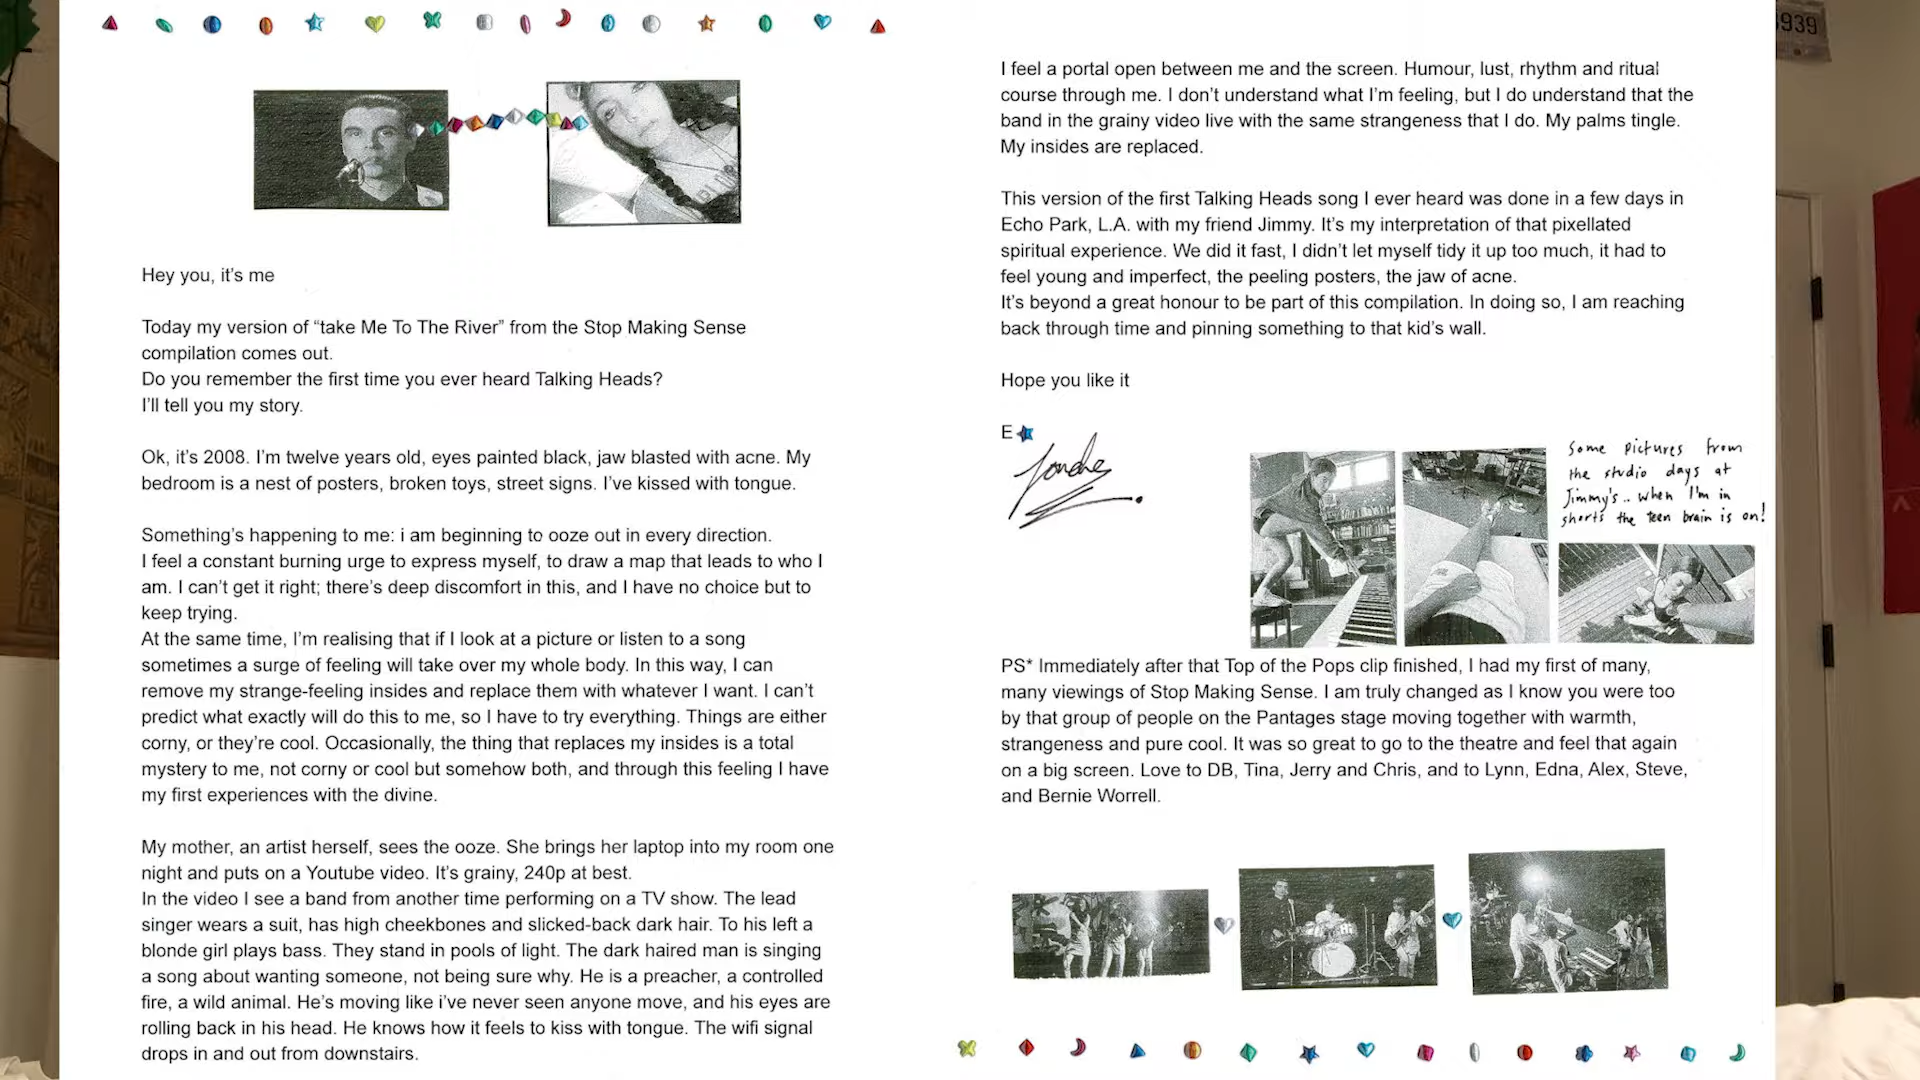 Hey you, it's me
Today my version of “take Me To The River” from the Stop Making Sense
compilation comes out.
Do you remember the first time you ever heard Talking Heads?
I'll tell you my story.
Ok, it's 2008. I'm twelve years old, eyes painted black, jaw blasted with acne. My
bedroom is a nest of posters, broken toys, street signs. I've kissed with tongue.
Something's happening to me: i am beginning to ooze out in every direction.
I feel a constant burning urge to express myself, to draw a map that leads to who I
am. I can't get it right; there's deep discomfort in this, and I have no choice but to
keep trying.
At the same time, I'm realising that if I look at a picture or listen to a song
sometimes a surge of feeling will take over my whole body. In this way, I can
remove my strange-feeling insides and replace them with whatever I want. I can't
predict what exactly will do this to me, so I have to try everything. Things are either
corny, or they're cool. Occasionally, the thing that replaces my insides is a total
mystery to me, not corny or cool but somehow both, and through this feeling I have
my first experiences with the divine.
My mother, an artist herself, sees the ooze. She brings her laptop into my room one
night and puts on a Youtube video. It's grainy, 240p at best.
In the video I see a band from another time performing on a TV show. The lead
singer wears a suit, has high cheekbones and slicked-back dark hair. To his left a
blonde girl plays bass. They stand in pools of light. The dark haired man is singing
a song about wanting someone, not being sure why. He is a preacher, a controlled
fire, a wild animal. He's moving like i've never seen anyone move, and his eyes are
rolling back in his head. He knows how it feels to kiss with tongue. The wifi signal
drops in and out from downstairs.
I feel a portal open between me and the screen. Humour, lust, rhythm and ritual
course through me. I don't understand what I'm feeling, but I do understand that the
band in the grainy video live with the same strangeness that I do. My palms tingle.
My insides are replaced.
This version of the first Talking Heads song I ever heard was done in a few days in
Echo Park, L.A. with my friend Jimmy. It's my interpretation of that pixellated
spiritual experience. We did it fast, I didn't let myself tidy it up too much, it had to
feel young and imperfect, the peeling posters, the jaw of acne.
It's beyond a great honour to be part of this compilation. In doing so, I am reaching
back through time and pinning something to that kid's wall.
Hope you like it
E
Lorde
Some pictures from
the studio days at
Jimmy's.. when I'm in
shorts the teen brain is on!
PS* Immediately after that Top of the Pops clip finished, I had my first of many,
many viewings of Stop Making Sense. I am truly changed as I know you were too
by that group of people on the Pantages stage moving together with warmth,
strangeness and pure cool. It was so great to go to the theatre and feel that again
on a big screen. Love to DB, Tina, Jerry and Chris, and to Lynn, Edna, Alex, Steve,
and Bernie Worrell.
939